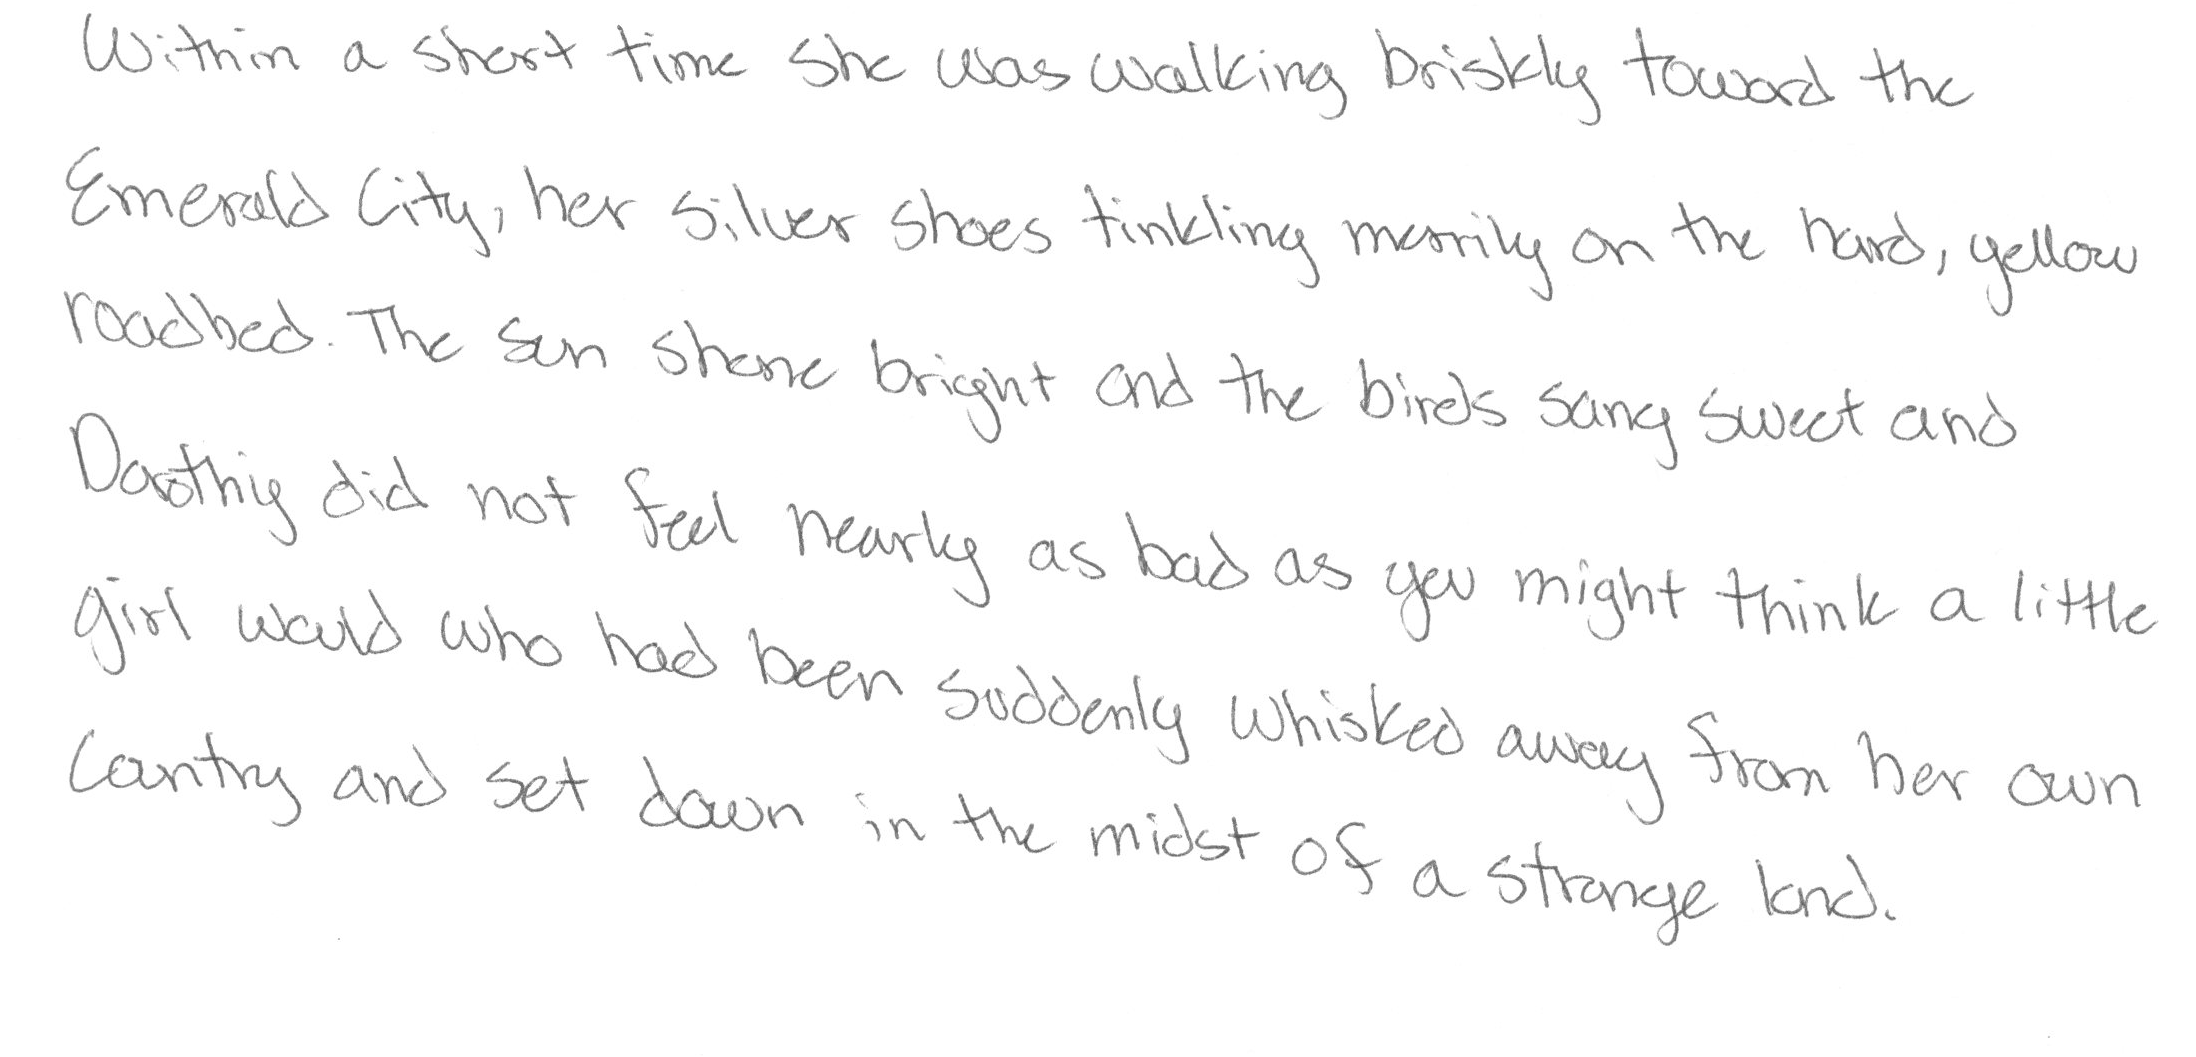 Within a short time she was walking briskly toward the
Emerald City, her silver shoes tinkling merrily on the hard, yellow
roadbed. The sun shone bright and the birds sang sweet and
Dorothy did not feel nearly as bad as you might think a little
girl would who had been suddenly whisked away from her own
country and set down in the midst of a strange land.